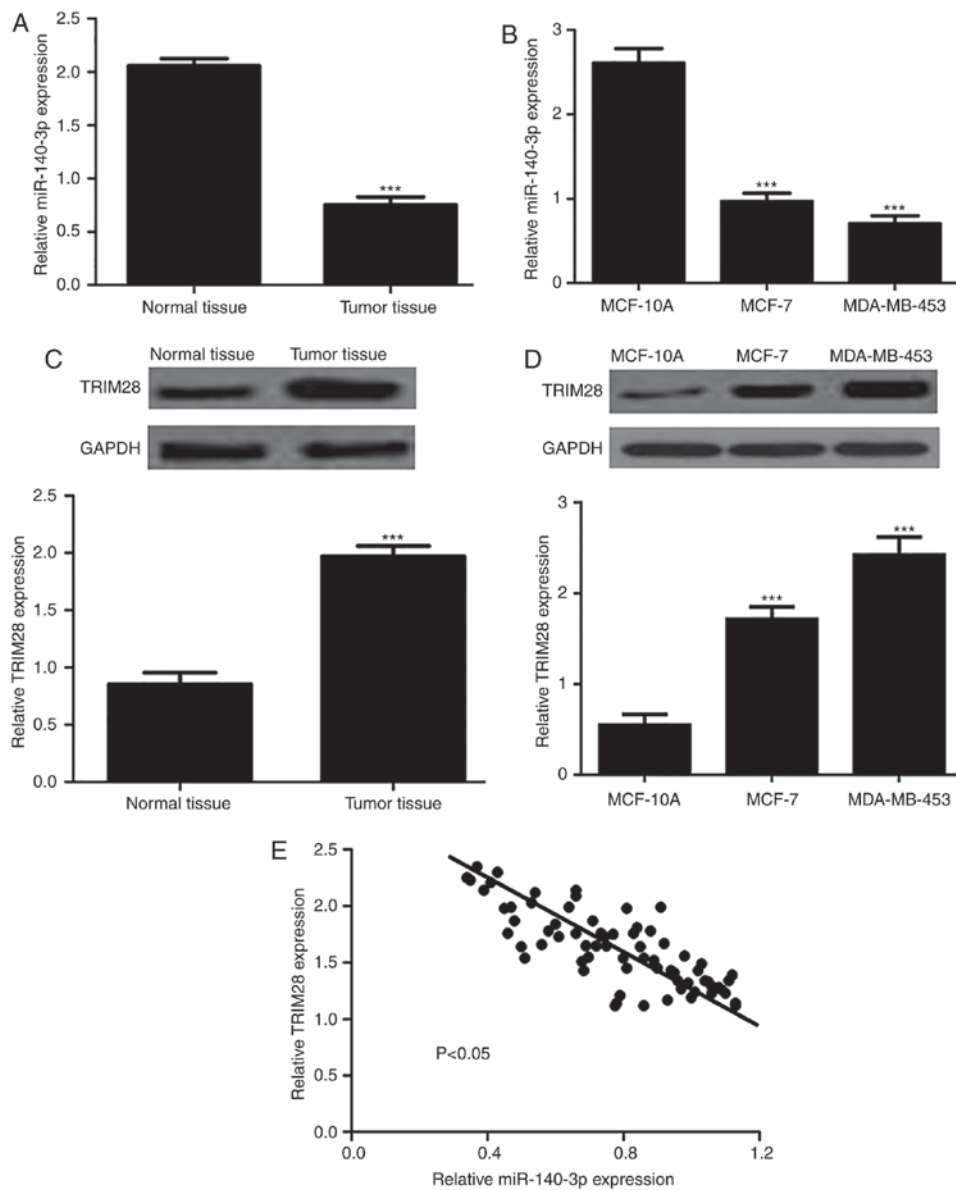 A
Relative miR-140-3p expression
2.5
2.0
1.5
1.0
0.5
0.0
***
Normal tissue
Tumor tissue
B
Relative miR-140-3p expression
3
2
1
0
***
***
MCF-10A
MCF-7
MDA-MB-453
C
Normal tissue
Tumor tissue
TRIM28
GAPDH
Relative TRIM28 expression
2.5
2.0
1.5
1.0
0.5
0.0
***
Normal tissue
Tumor tissue
D
MCF-10A
MCF-7
MDA-MB-453
TRIM28
GAPDH
Relative TRIM28 expression
3
2
1
0
***
***
MCF-10A
MCF-7
MDA-MB-453
E
Relative TRIM28 expression
2.5
2.0
1.5
1.0
0.5
0.0
P<0.05
0.0
0.4
0.8
1.2
Relative miR-140-3p expression